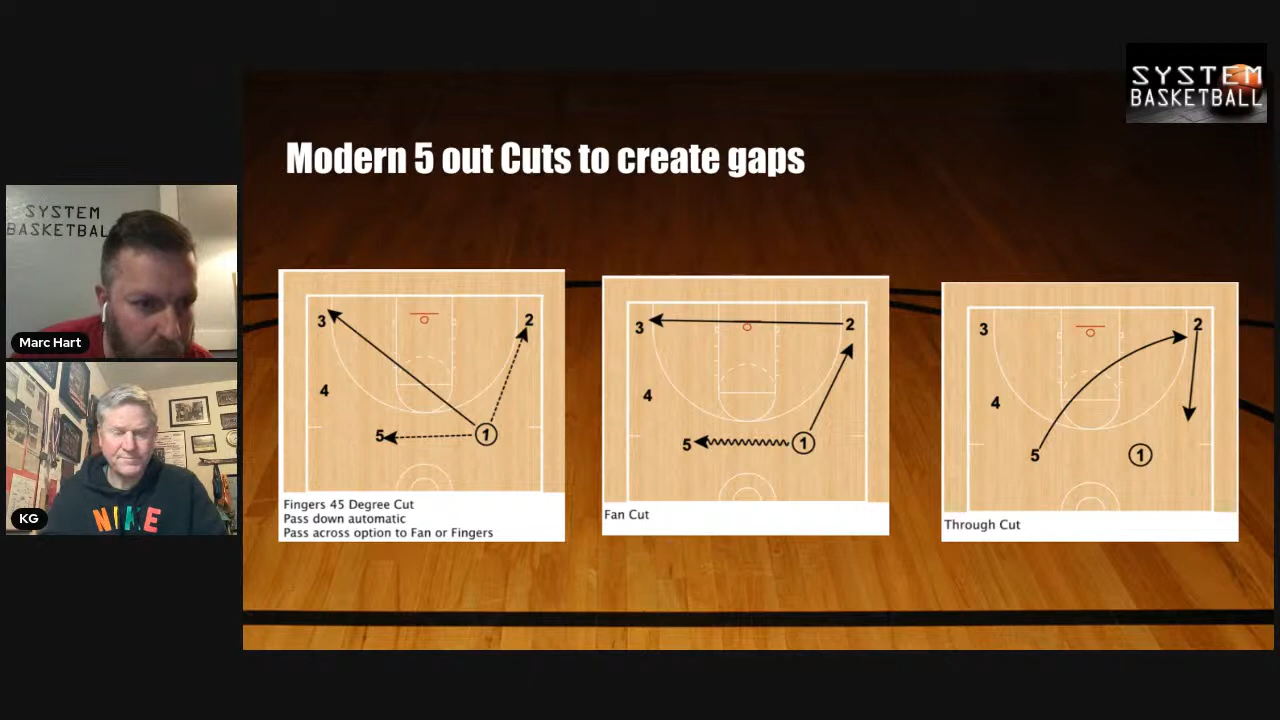 SYSTEM
BASKETBALL
Modern 5 out Cuts to create gaps
SYSTEM
BASKETBAL
Marc Hart
KG
NIKE
3
2
4
5
1
Fingers 45 Degree Cut
Pass down automatic
Pass across option to Fan or Fingers
3
2
4
5
1
Fan Cut
3
2
4
5
1
Through Cut